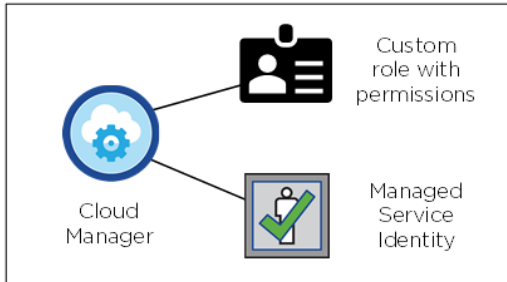 Custom
role with
permissions
Cloud
Manager
Managed
Service
Identity